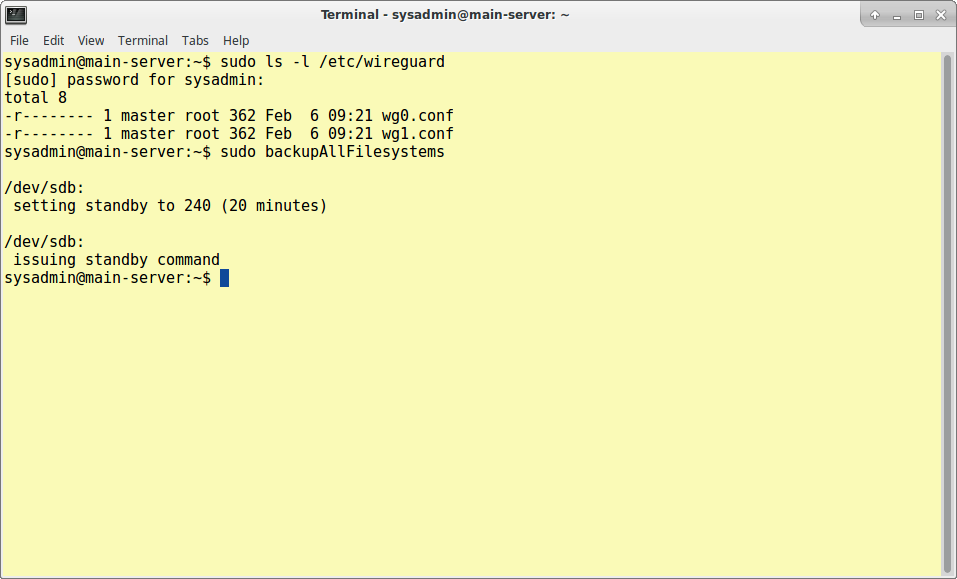 Terminal - sysadmin@main-server: ~
File Edit View Terminal Tabs Help
sysadmin@main-server:~$ sudo ls -l /etc/wireguard
[sudo] password for sysadmin:
total 8
-r-------- 1 master root 362 Feb  6 09:21 wg0.conf
-r-------- 1 master root 362 Feb  6 09:21 wg1.conf
sysadmin@main-server:~$ sudo backupAllFilesystems
/dev/sdb:
 setting standby to 240 (20 minutes)
/dev/sdb:
 issuing standby command
sysadmin@main-server:~$